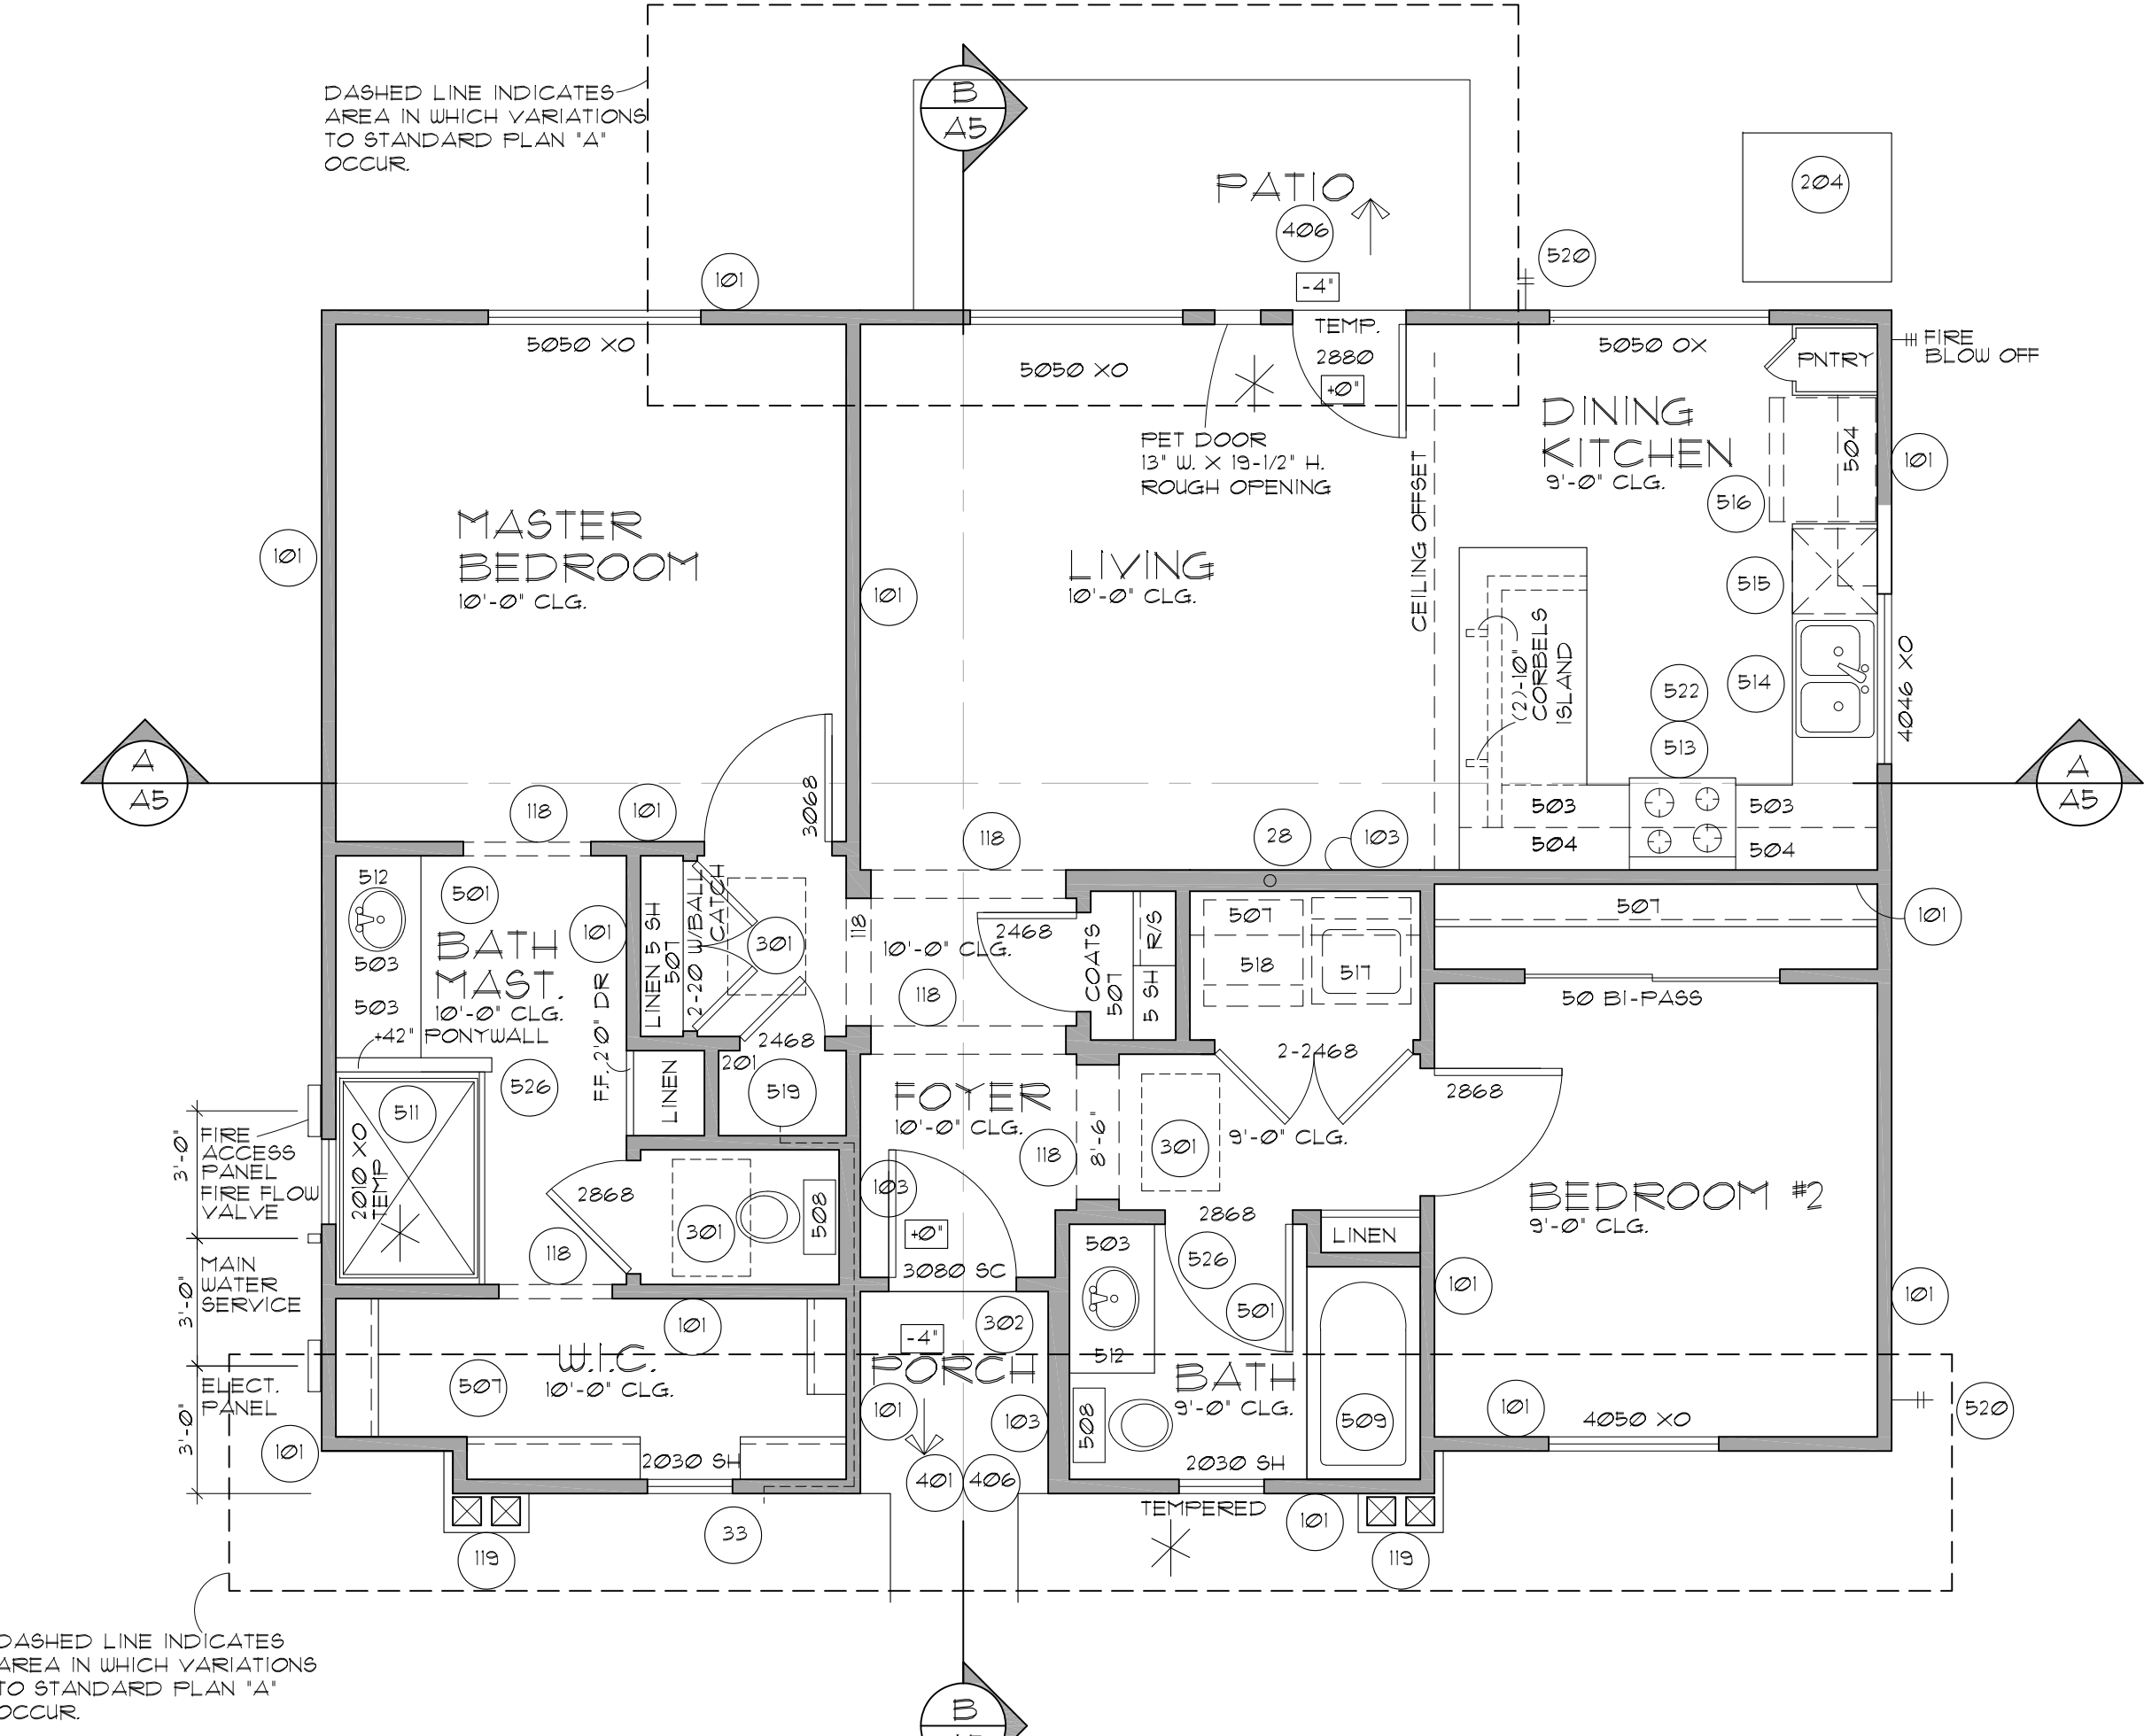 DASHED LINE INDICATES
AREA IN WHICH VARIATIONS
TO STANDARD PLAN "A"
OCCUR.
B
A5
PATIO
406
204
520
101
-4"
TEMP.
2880
+0"
5050 XO
5050 XO
5050 OX
PNTRY
FIRE
BLOW OFF
PET DOOR
13" W. X 19-1/2" H.
ROUGH OPENING
DINING
KITCHEN
9'-0" CLG.
504
101
516
CEILING OFFSET
MASTER
BEDROOM
10'-0" CLG.
101
101
LIVING
10'-0" CLG.
515
(2)-10"
CORBELS
ISLAND
522
514
513
4046 XO
A
A5
A
A5
3068
118
101
118
28
103
503
504
503
504
512
501
BATH
MAST.
10'-0" CLG.
503
503
+42" PONYWALL
101
LINEN 5 SH
507
2-20 W/BALL
CATCH
301
118
10'-0" CLG.
2468
118
COATS
507
R/S
5 SH
507
518
517
507
101
50 BI-PASS
526
F.F. 2'0" DR
LINEN
2468
201
519
2-2468
2868
511
2010 XO
TEMP
3'-0"
FIRE
ACCESS
PANEL
FIRE FLOW
VALVE
FOYER
10'-0" CLG.
118
8'-6"
301
9'-0" CLG.
103
2868
301
508
118
+0"
3080 SC
2868
526
LINEN
BEDROOM #2
9'-0" CLG.
503
501
512
101
101
3'-0"
MAIN
WATER
SERVICE
101
302
-4"
PORCH
W.I.C.
10'-0" CLG.
507
3'-0"
ELECT.
PANEL
101
101
103
BATH
9'-0" CLG.
508
509
101
4050 XO
520
2030 SH
401
406
2030 SH
TEMPERED
101
119
33
119
DASHED LINE INDICATES
AREA IN WHICH VARIATIONS
TO STANDARD PLAN "A"
OCCUR.
B